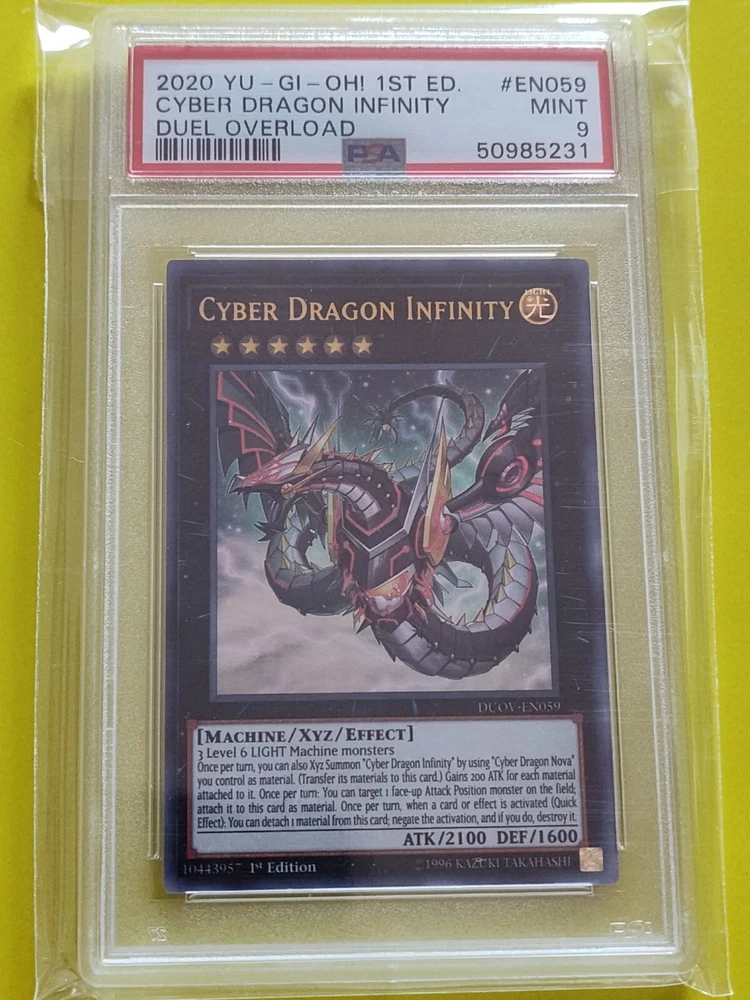 2020 YU-GI-OH! 1ST ED. #EN059
CYBER DRAGON INFINITY MINT
DUEL OVERLOAD 9
PSA 50985231
CYBER DRAGON INFINITY
LIGHT
光
DUOV-EN059
[MACHINE/XYZ/EFFECT]
3 Level 6 LIGHT Machine monsters
Once per turn, you can also Xyz Summon "Cyber Dragon Infinity" by using "Cyber Dragon Nova"
you control as material. (Transfer its materials to this card.) Gains 200 ATK for each material
attached to it. Once per turn: You can target 1 face-up Attack Position monster on the field;
attach it to this card as material. Once per turn, when a card or effect is activated (Quick
Effect): You can detach 1 material from this card; negate the activation, and if you do, destroy it.
ATK/2100 DEF/1600
10443957 1st Edition ©1996 KAZUKI TAKAHASHI